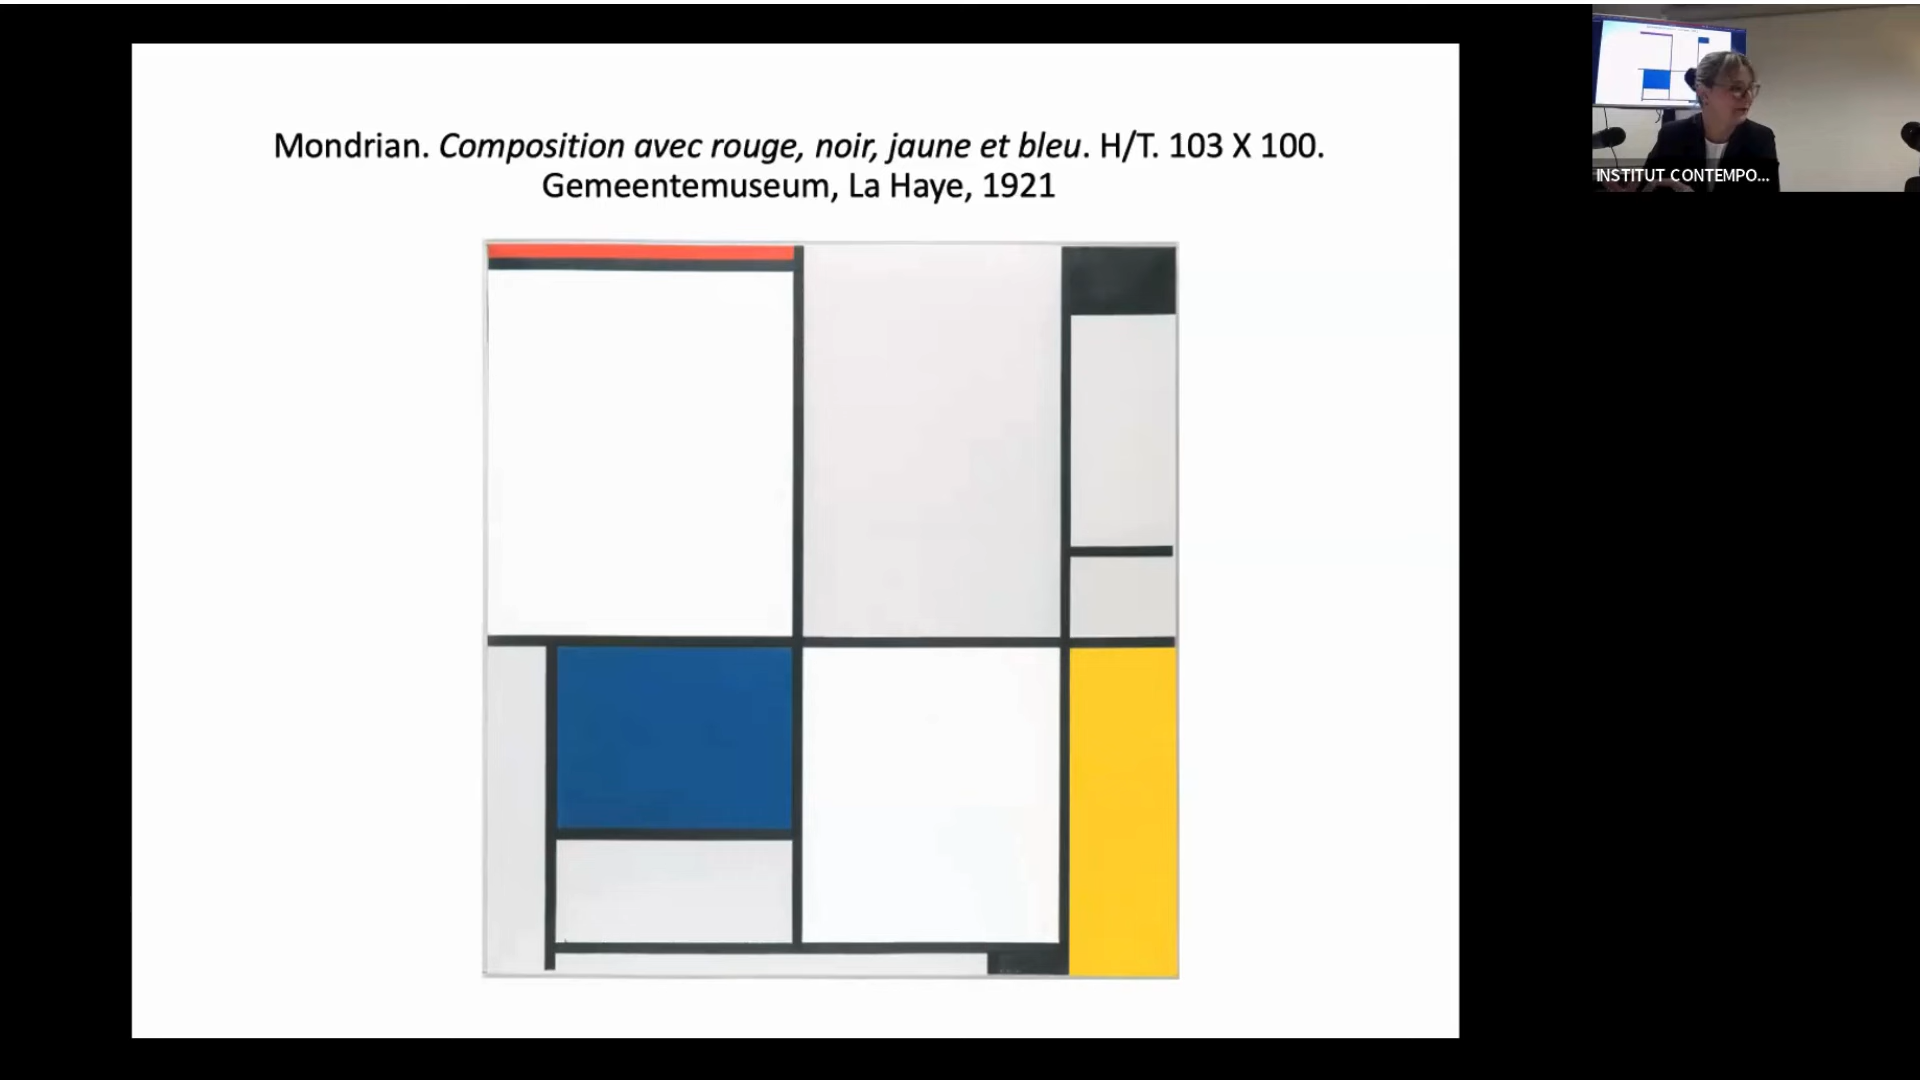 Mondrian. Composition avec rouge, noir, jaune et bleu. H/T. 103 X 100.
Gemeentemuseum, La Haye, 1921
INSTITUT CONTEMPO...